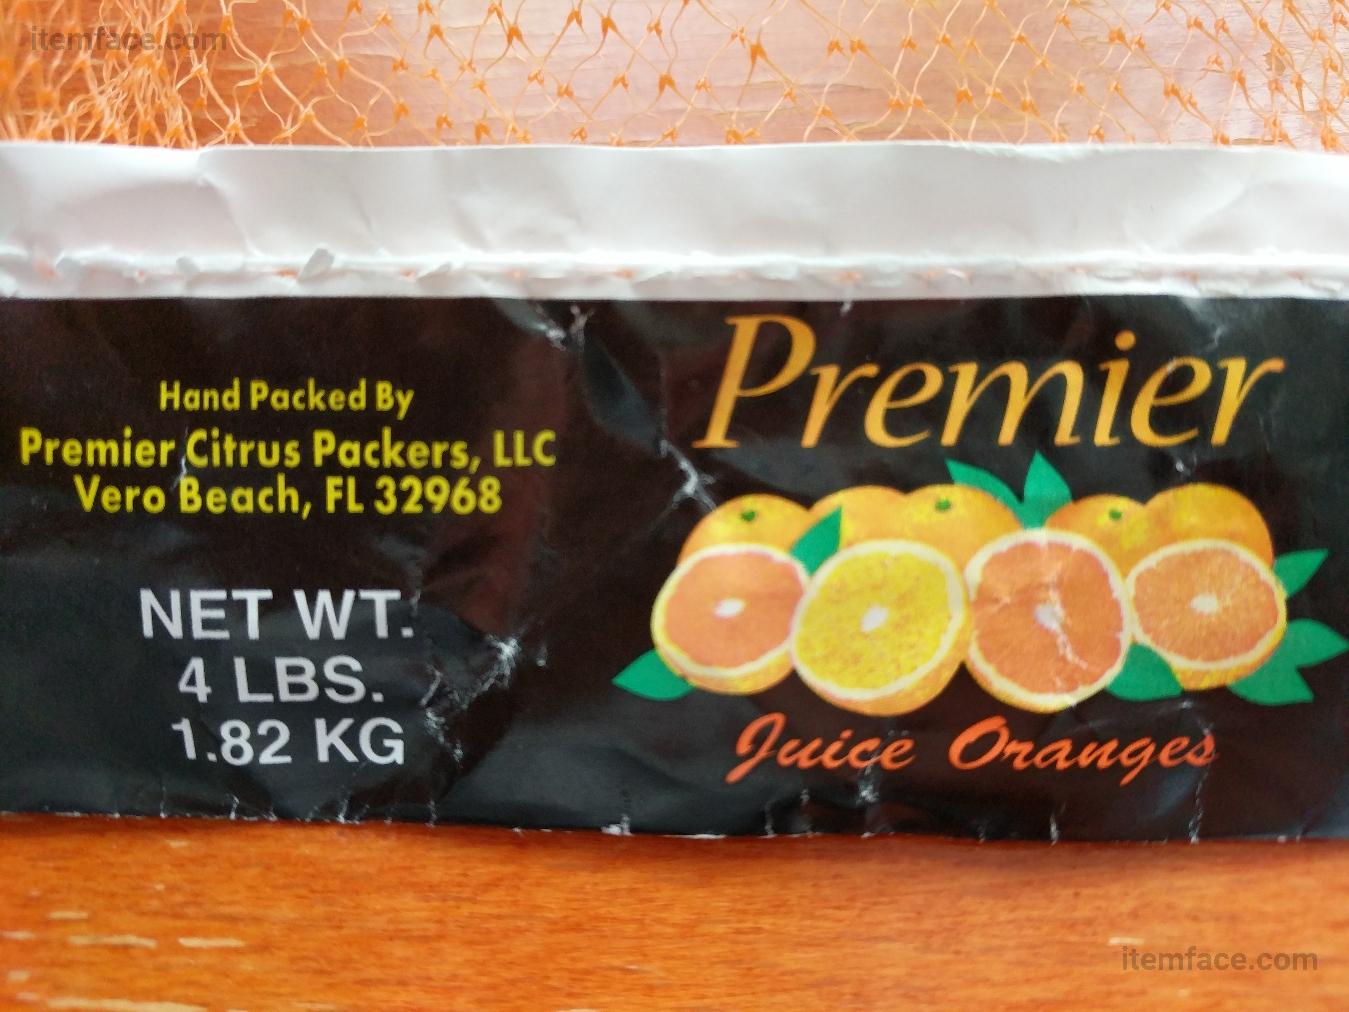 itemface.com
Hand Packed By
Premier Citrus Packers, LLC
Vero Beach, FL 32968
NET WT.
4 LBS.
1.82 KG
Premier
Juice Oranges
itemface.com